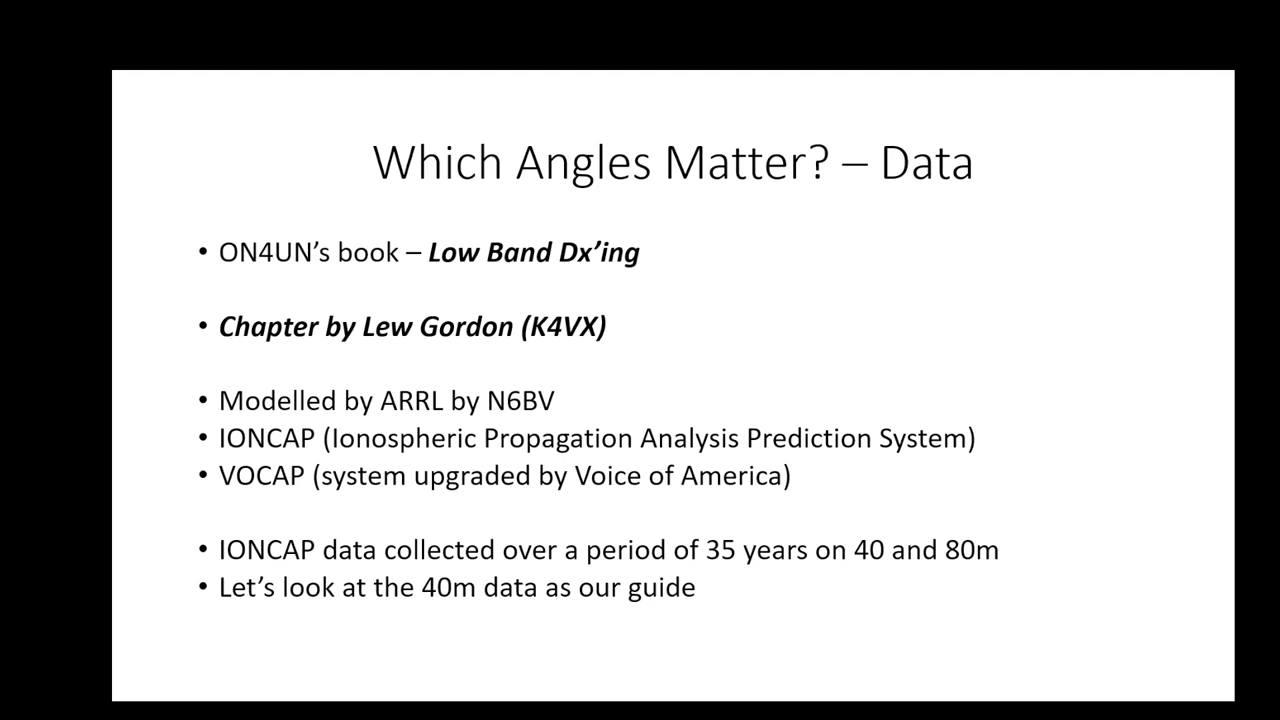 Which Angles Matter? – Data
• ON4UN’s book – Low Band Dx’ing
• Chapter by Lew Gordon (K4VX)
• Modelled by ARRL by N6BV
• IONCAP (Ionospheric Propagation Analysis Prediction System)
• VOCAP (system upgraded by Voice of America)
• IONCAP data collected over a period of 35 years on 40 and 80m
• Let’s look at the 40m data as our guide